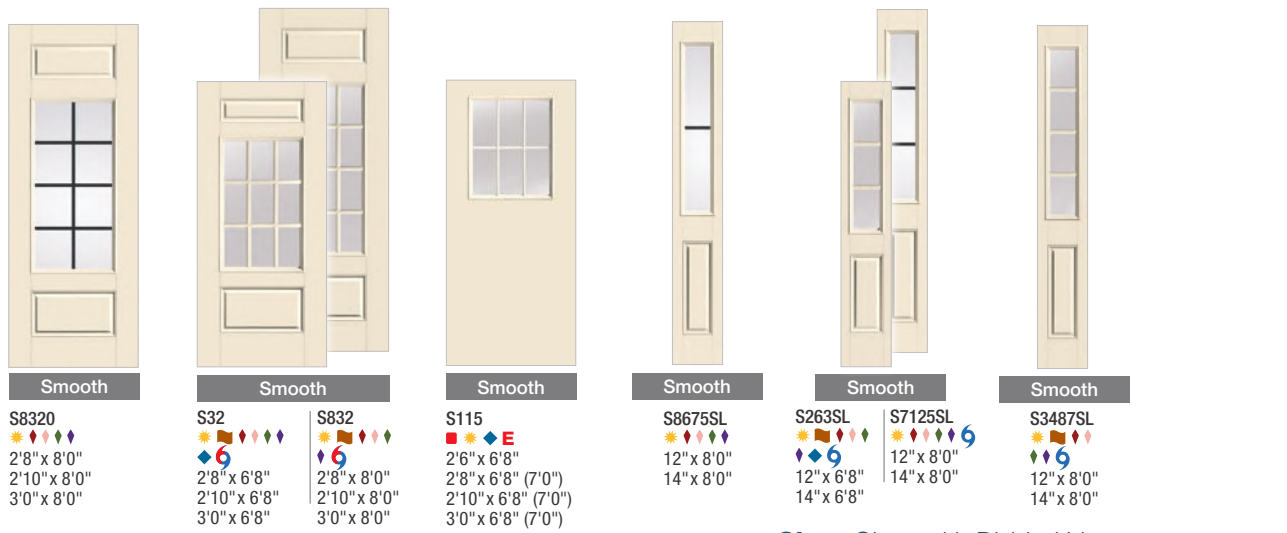 Smooth
S8320
2'8" x 8'0"
2'10" x 8'0"
3'0" x 8'0"
Smooth
S32
2'8" x 6'8"
2'10" x 6'8"
3'0" x 6'8"
S832
2'8" x 8'0"
2'10" x 8'0"
3'0" x 8'0"
Smooth
S115
E
2'6" x 6'8"
2'8" x 6'8" (7'0")
2'10" x 6'8" (7'0")
3'0" x 6'8" (7'0")
Smooth
S8675SL
12" x 8'0"
14" x 8'0"
Smooth
S263SL
12" x 6'8"
14" x 6'8"
S7125SL
12" x 8'0"
14" x 8'0"
Smooth
S3487SL
12" x 8'0"
14" x 8'0"